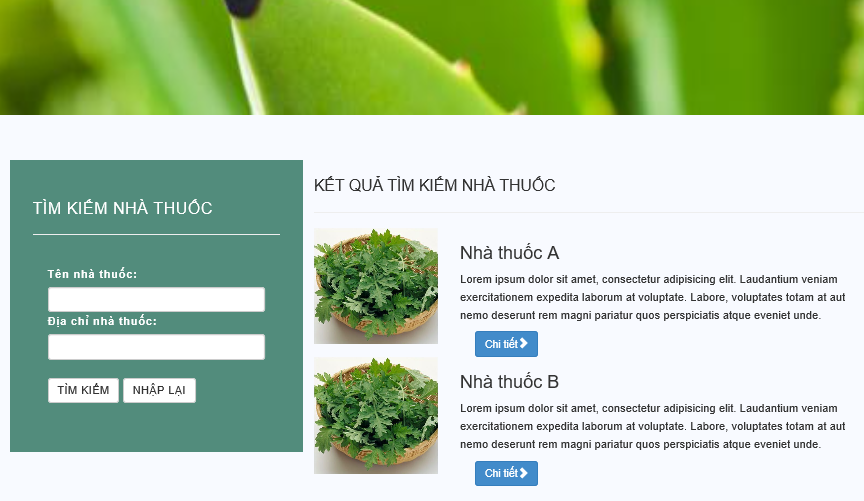 TÌM KIẾM NHÀ THUỐC
Tên nhà thuốc:
Địa chỉ nhà thuốc:
TÌM KIẾM NHẬP LẠI
KẾT QUẢ TÌM KIẾM NHÀ THUỐC
Nhà thuốc A
Lorem ipsum dolor sit amet, consectetur adipisicing elit. Laudantium veniam
exercitationem expedita laborum at voluptate. Labore, voluptates totam at aut
nemo deserunt rem magni pariatur quos perspiciatis atque eveniet unde.
Chi tiết
Nhà thuốc B
Lorem ipsum dolor sit amet, consectetur adipisicing elit. Laudantium veniam
exercitationem expedita laborum at voluptate. Labore, voluptates totam at aut
nemo deserunt rem magni pariatur quos perspiciatis atque eveniet unde.
Chi tiết